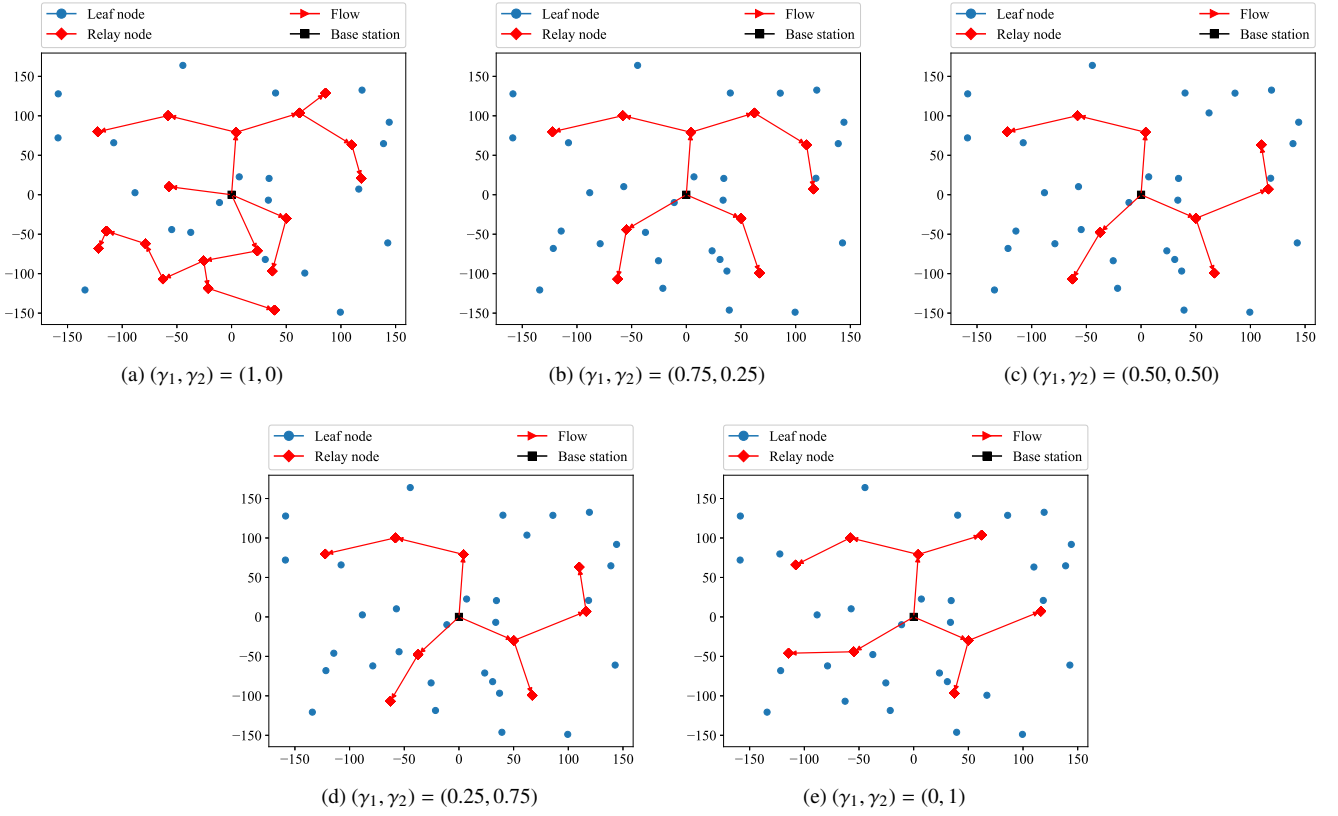 Leaf node Flow
Relay node Base station
150
100
50
0
−50
−100
−150
−150 −100 −50 0 50 100 150
(a) (γ₁, γ₂) = (1, 0)
Leaf node Flow
Relay node Base station
150
100
50
0
−50
−100
−150
−150 −100 −50 0 50 100 150
(b) (γ₁, γ₂) = (0.75, 0.25)
Leaf node Flow
Relay node Base station
150
100
50
0
−50
−100
−150
−150 −100 −50 0 50 100 150
(c) (γ₁, γ₂) = (0.50, 0.50)
Leaf node Flow
Relay node Base station
150
100
50
0
−50
−100
−150
−150 −100 −50 0 50 100 150
(d) (γ₁, γ₂) = (0.25, 0.75)
Leaf node Flow
Relay node Base station
150
100
50
0
−50
−100
−150
−150 −100 −50 0 50 100 150
(e) (γ₁, γ₂) = (0, 1)